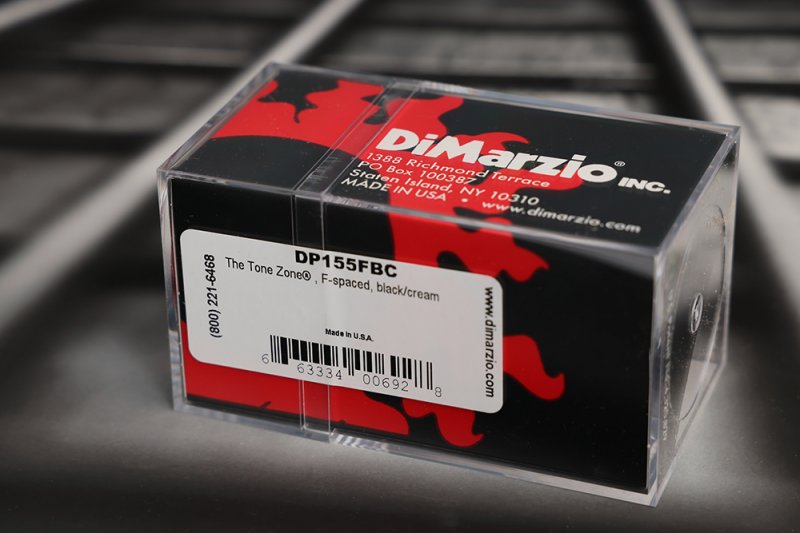 DiMarzio® INC.
1388 Richmond Terrace
PO Box 100387
Staten Island, NY 10310
MADE IN USA • www.dimarzio.com
DP155FBC
The Tone Zone® , F-spaced, black/cream
(800) 221-6468
www.dimarzio.com
Made in U.S.A.
6 63334 00692 8